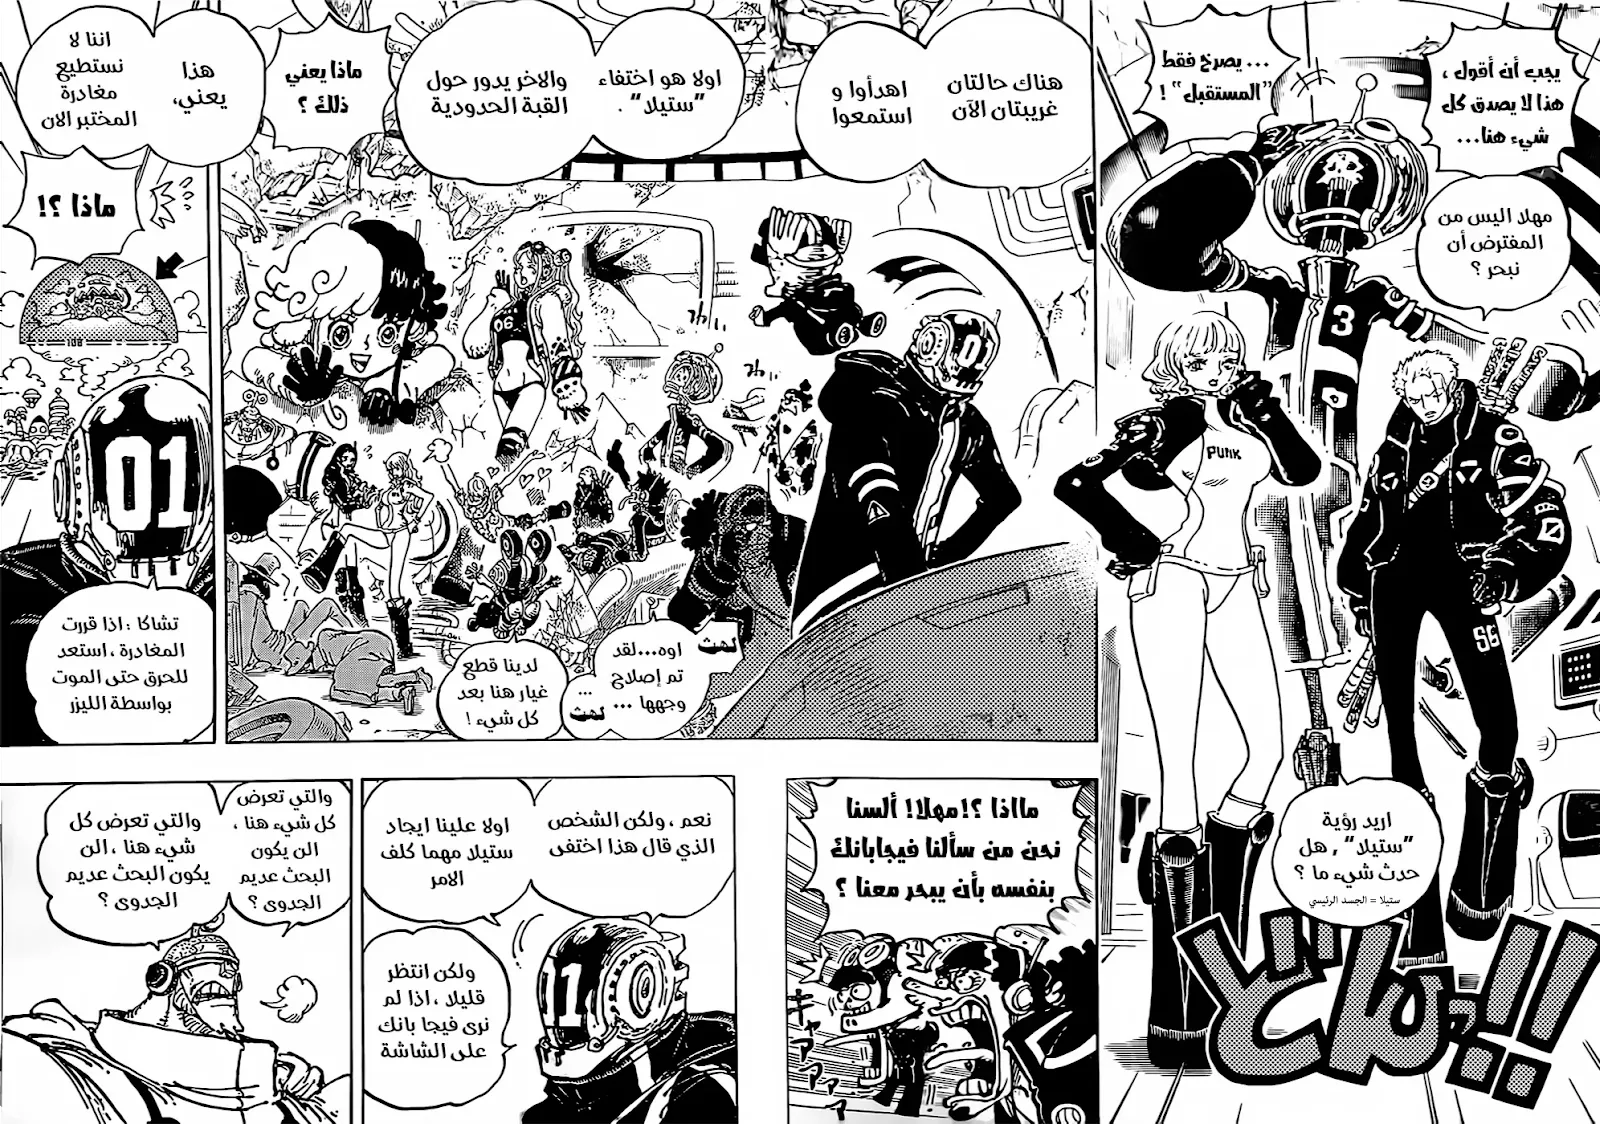 يجب أن أقول ،
هذا لا يصدق كل
شيء هنا...
...يصرخ فقط
"المستقبل" !
مهلا اليس من
المفترض أن
نبحر ؟
3
PUNK
SG
اريد رؤية
"ستيلا" , هل
حدث شيء ما ؟
ستيلا = الجسد الرئيسي
هناك حالتان
غريبتان الآن
اهدأوا و
استمعوا
اولا هو اختفاء
"ستيلا" .
والاخر يدور حول
القبة الحدودية
06
01
لهث
اوه...لقد
تم إصلاح
وجهها ...
...
لهث
لدينا قطع
غيار هنا بعد
كل شيء !
ماذا يعني
ذلك ؟
هذا
يعني،
اننا لا
نستطيع
مغادرة
المختبر الان
ماذا ؟!
01
تشاكا :اذا قررت
المغادرة ، استعد
للحرق حتى الموت
بواسطة الليزر
مااذا ؟!مهلا! ألسنا
نحن من سألنا فيجابانك
بنفسه بأن يبحر معنا ؟
نعم ، ولكن الشخص
الذي قال هذا اختفى
اولا علينا ايجاد
ستيلا مهما كلف
الامر
ولكن انتظر
قليلا ، اذا لم
نرى فيجا بانك
على الشاشة
والتي تعرض
كل شيء هنا ،
الن يكون
البحث عديم
الجدوى ؟
والتي تعرض كل
شيء هنا ، الن
يكون البحث عديم
الجدوى ؟